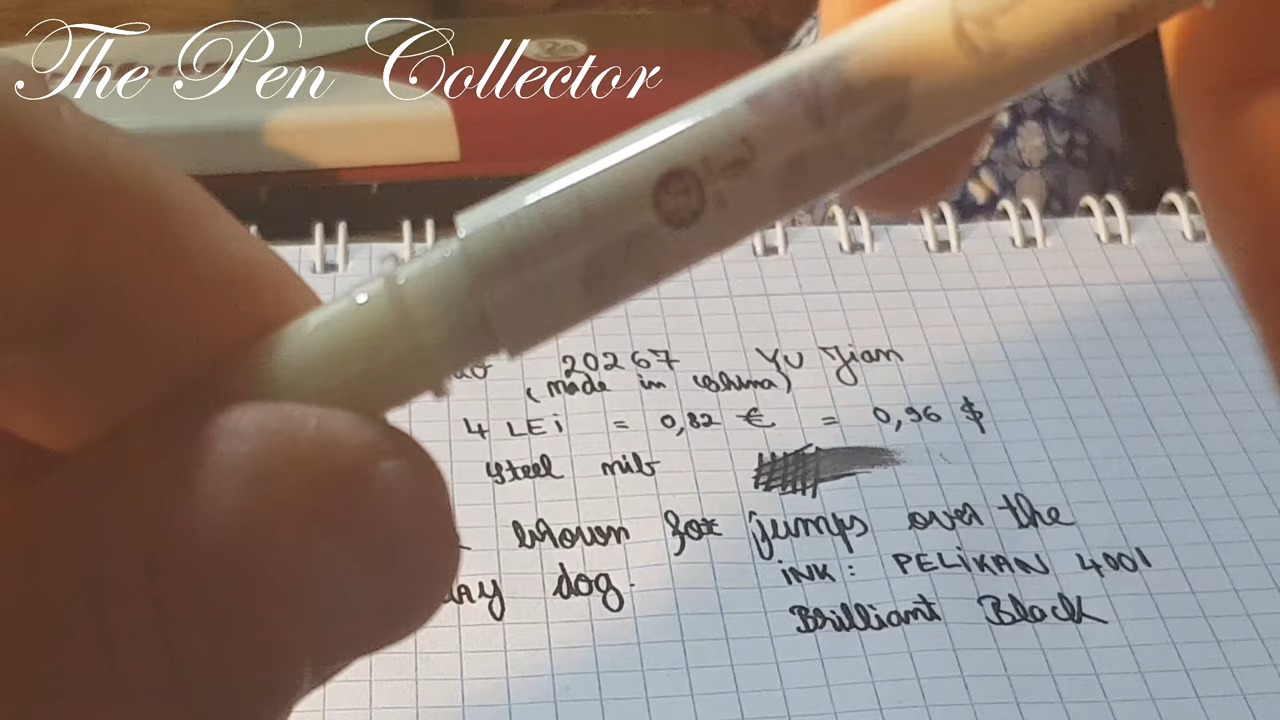 The Pen Collector
20267 Yu Jian
(made in China)
4 LEi = 0,82 € = 0,96 $
Steel nib
brown fox jumps over the
dog.
iNK: PELiKAN 4001
Brilliant Black